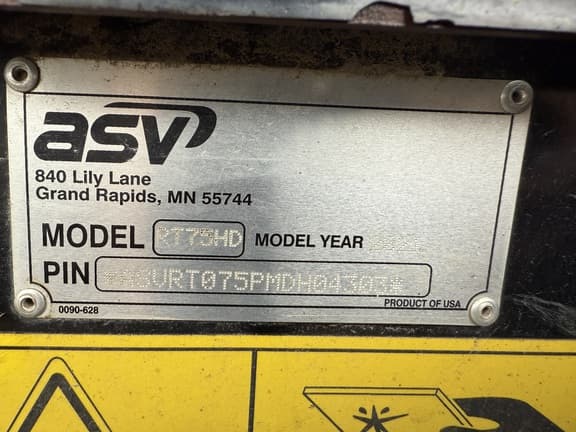 asv
840 Lily Lane
Grand Rapids, MN 55744
MODEL RT75HD MODEL YEAR
PIN *ASVRT075PMDH04303*
PRODUCT OF USA
0090-628